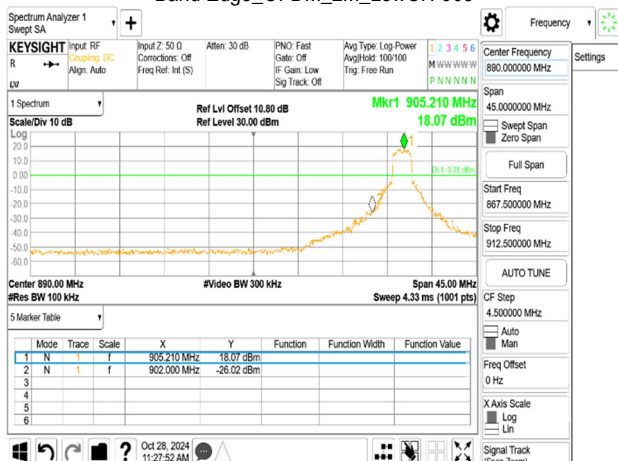 Spectrum Analyzer 1
Swept SA
Frequency
KEYSIGHT
R
LXI
Input: RF
Coupling: DC
Align: Auto
Input Z: 50 Ω
Corrections: Off
Freq Ref: Int (S)
Atten: 30 dB
PNO: Fast
Gate: Off
IF Gain: Low
Sig Track: Off
Avg Type: Log-Power
Avg|Hold: 100/100
Trig: Free Run
1 2 3 4 5 6
M W W W W W
P N N N N N
Center Frequency
890.000000 MHz
Settings
Span
45.0000000 MHz
Swept Span
Zero Span
Full Span
Start Freq
867.500000 MHz
Stop Freq
912.500000 MHz
AUTO TUNE
CF Step
4.500000 MHz
Auto
Man
Freq Offset
0 Hz
X Axis Scale
Log
Lin
Signal Track
1 Spectrum
Scale/Div 10 dB
Ref Lvl Offset 10.80 dB
Ref Level 30.00 dBm
Mkr1 905.210 MHz
18.07 dBm
Log
20.0
10.0
0.00
-10.0
-20.0
-30.0
-40.0
-50.0
-60.0
1
Center 890.00 MHz
#Res BW 100 kHz
#Video BW 300 kHz
Span 45.00 MHz
Sweep 4.33 ms (1001 pts)
5 Marker Table
Mode Trace Scale X Y Function Function Width Function Value
1 N 1 f 905.210 MHz 18.07 dBm
2 N 1 f 902.000 MHz -26.02 dBm
3
4
5
6
Oct 28, 2024
11:27:52 AM